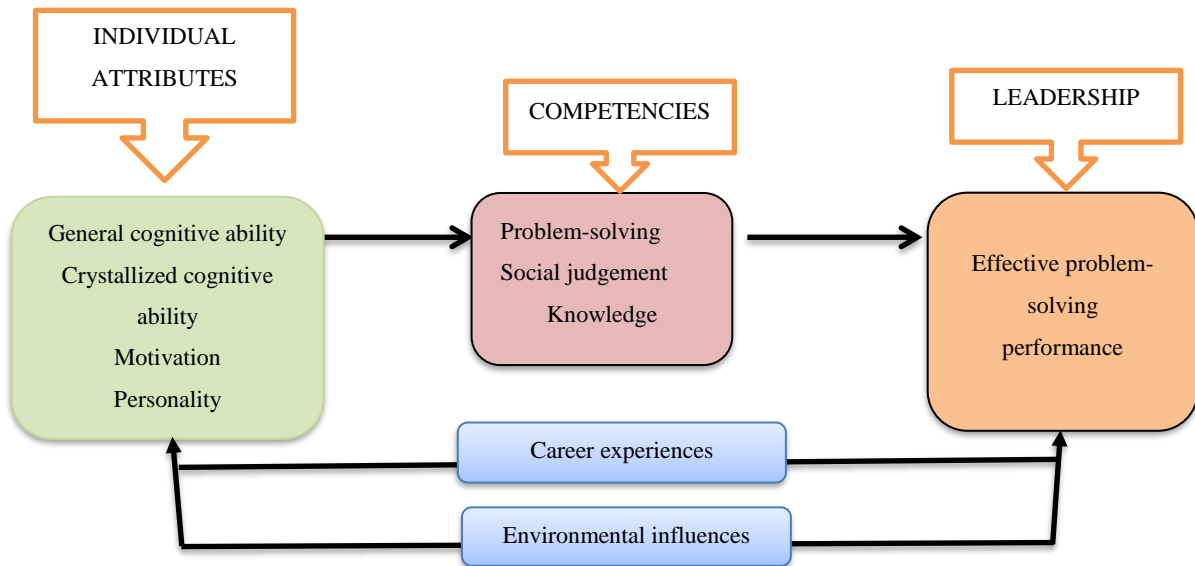 INDIVIDUAL
ATTRIBUTES
COMPETENCIES
LEADERSHIP
General cognitive ability
Crystallized cognitive
ability
Motivation
Personality
Problem-solving
Social judgement
Knowledge
Effective problem-
solving
performance
Career experiences
Environmental influences